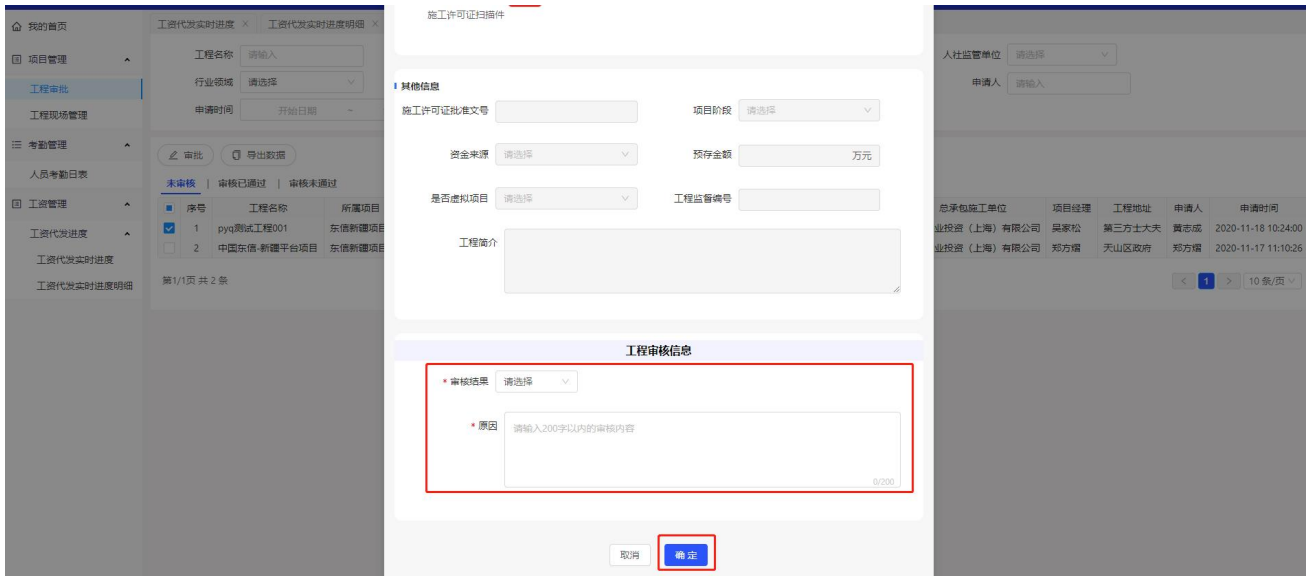 我的首页
项目管理
工程审批
工程现场管理
考勤管理
人员考勤日表
工资管理
工资代发进度
工资代发实时进度
工资代发实时进度明细
工资代发实时进度 × 工资代发实时进度明细 ×
工程名称 请输入
行业领域 请选择
申请时间 开始日期 ~
审批 导出数据
未审核 | 审核已通过 | 审核未通过
序号 工程名称 所属项目
1 pyq测试工程001 东信新疆项目
2 中国东信-新疆平台项目 东信新疆项目
第1/1页 共2条
施工许可证扫描件
其他信息
施工许可证批准文号 项目阶段 请选择
资金来源 请选择 预存金额 万元
是否虚拟项目 请选择 工程监督编号
工程简介
工程审核信息
* 审核结果 请选择
* 原因 请输入200字以内的审核内容
0/200
取消 确定
人社监管单位 请选择
申请人 请输入
总承包施工单位 项目经理 工程地址 申请人 申请时间
业投资（上海）有限公司 吴家松 第三方士大夫 黄志成 2020-11-18 10:24:00
业投资（上海）有限公司 郑方熠 天山区政府 郑方熠 2020-11-17 11:10:26
< 1 > 10 条/页